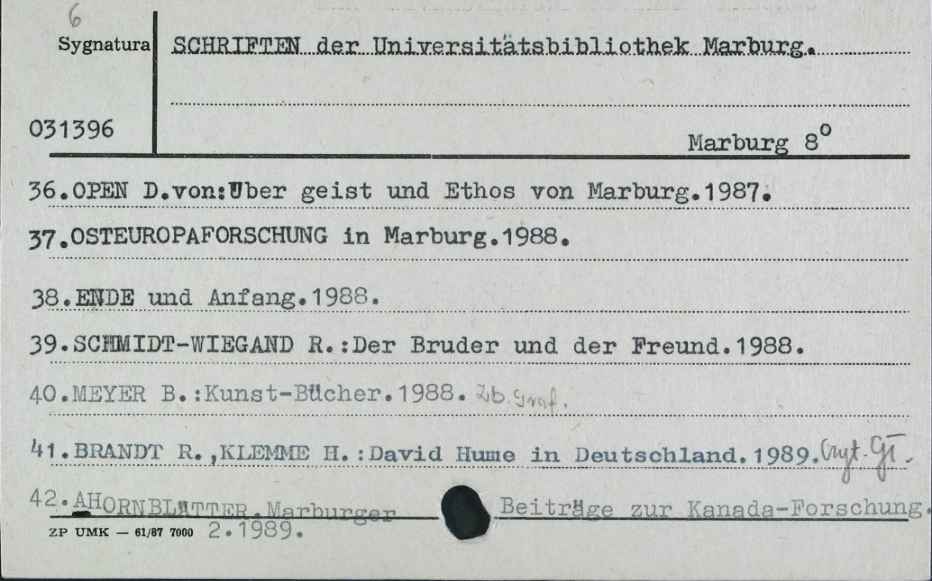 6
Sygnatura SCHRIFTEN der Universitätsbibliothek Marburg.
031396 Marburg 8°
36.OPEN D.von:Über geist und Ethos von Marburg.1987.
37.OSTEUROPAFORSCHUNG in Marburg.1988.
38.ENDE und Anfang.1988.
39.SCHMIDT-WIEGAND R.:Der Bruder und der Freund.1988.
40.MEYER B.:Kunst-Bücher.1988. Zb. Graf.
41.BRANDT R.,KLEMME H.:David Hume in Deutschland.1989.
42.AHORNBLÄTTER.Marburger Beiträge zur Kanada-Forschung.
ZP UMK — 61/87 7000 2.1989.